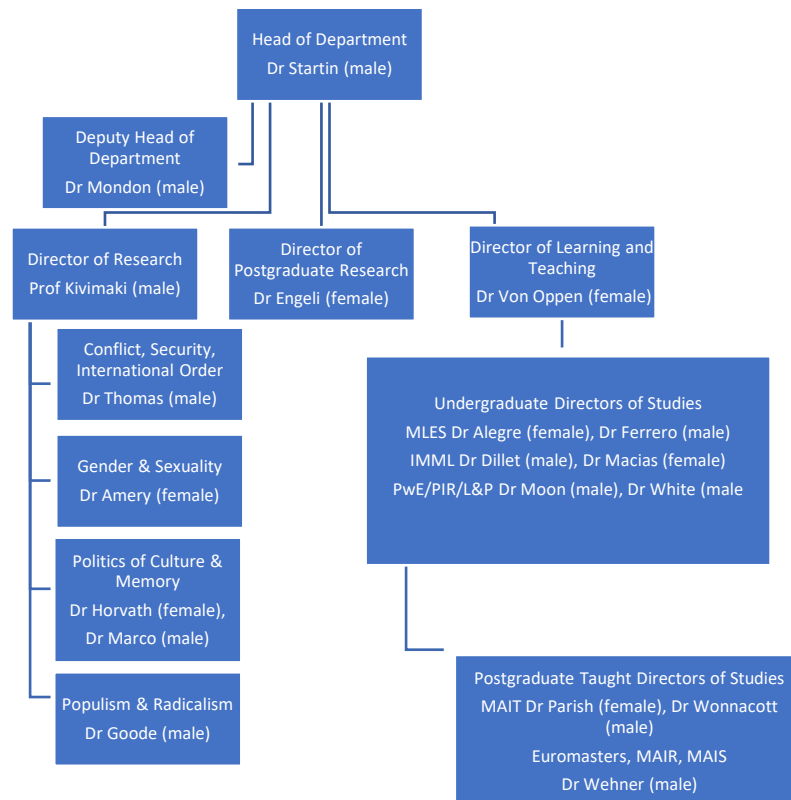 Head of Department
Dr Startin (male)
Deputy Head of
Department
Dr Mondon (male)
Director of Research
Prof Kivimaki (male)
Director of
Postgraduate Research
Dr Engeli (female)
Director of Learning and
Teaching
Dr Von Oppen (female)
Conflict, Security,
International Order
Dr Thomas (male)
Gender & Sexuality
Dr Amery (female)
Politics of Culture &
Memory
Dr Horvath (female),
Dr Marco (male)
Populism & Radicalism
Dr Goode (male)
Undergraduate Directors of Studies
MLES Dr Alegre (female), Dr Ferrero (male)
IMML Dr Dillet (male), Dr Macias (female)
PwE/PIR/L&P Dr Moon (male), Dr White (male
Postgraduate Taught Directors of Studies
MAIT Dr Parish (female), Dr Wonnacott
(male)
Euromasters, MAIR, MAIS
Dr Wehner (male)